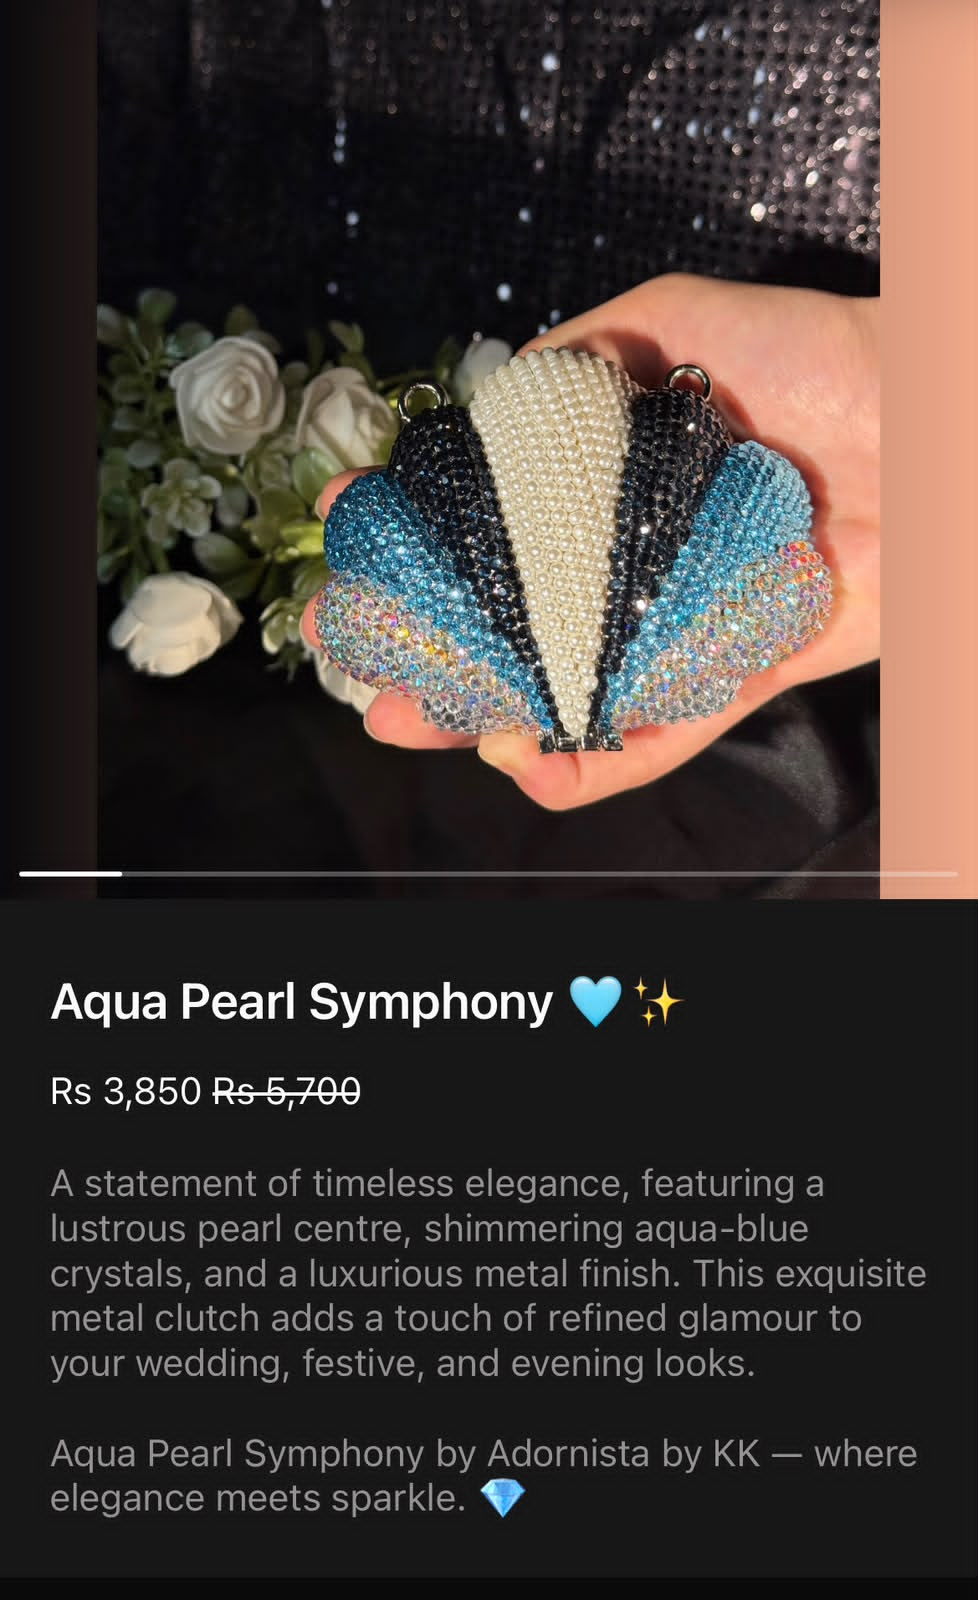 Aqua Pearl Symphony 🩵✨
Rs 3,850 Rs 5,700
A statement of timeless elegance, featuring a
lustrous pearl centre, shimmering aqua-blue
crystals, and a luxurious metal finish. This exquisite
metal clutch adds a touch of refined glamour to
your wedding, festive, and evening looks.
Aqua Pearl Symphony by Adornista by KK — where
elegance meets sparkle. 💎